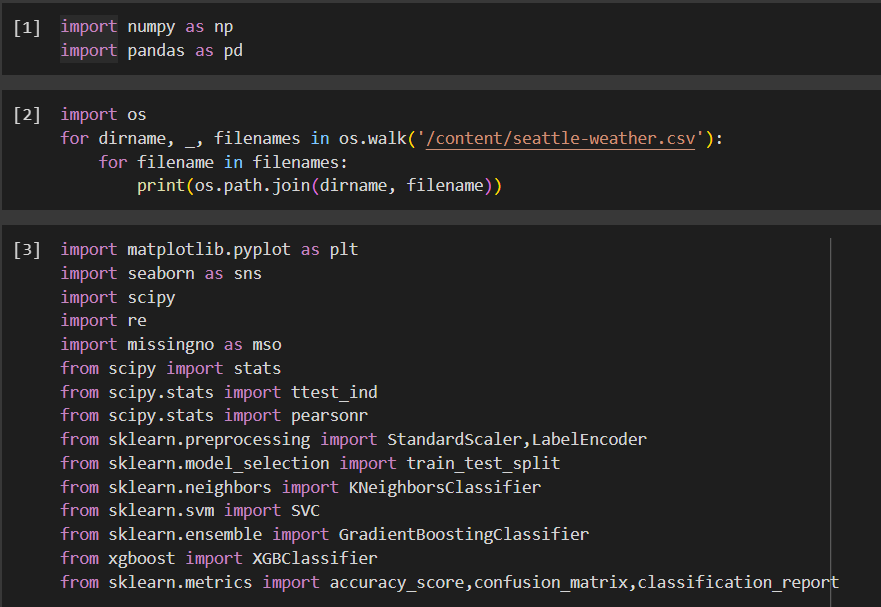 [1] import numpy as np
import pandas as pd
[2] import os
for dirname, _, filenames in os.walk('/content/seattle-weather.csv'):
    for filename in filenames:
        print(os.path.join(dirname, filename))
[3] import matplotlib.pyplot as plt
import seaborn as sns
import scipy
import re
import missingno as mso
from scipy import stats
from scipy.stats import ttest_ind
from scipy.stats import pearsonr
from sklearn.preprocessing import StandardScaler,LabelEncoder
from sklearn.model_selection import train_test_split
from sklearn.neighbors import KNeighborsClassifier
from sklearn.svm import SVC
from sklearn.ensemble import GradientBoostingClassifier
from xgboost import XGBClassifier
from sklearn.metrics import accuracy_score,confusion_matrix,classification_report